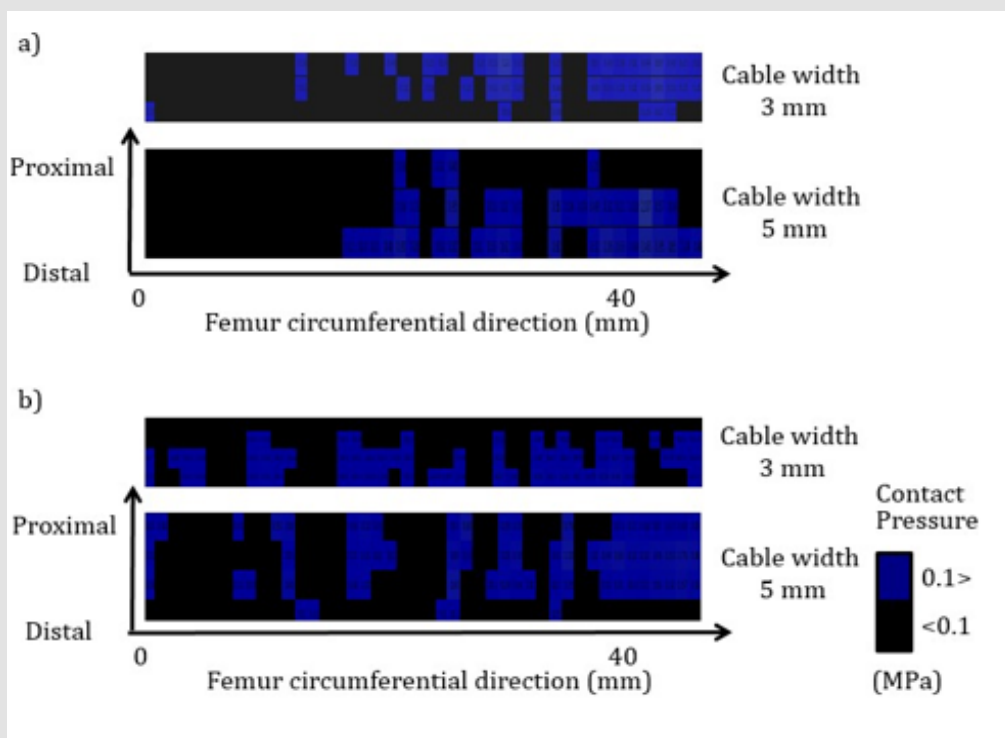 a)
Cable width
3 mm
Proximal
Cable width
5 mm
Distal
0 40
Femur circumferential direction (mm)
b)
Cable width
3 mm
Contact
Pressure
Proximal
Cable width
5 mm
0.1>
<0.1
Distal
0 40
(MPa)
Femur circumferential direction (mm)